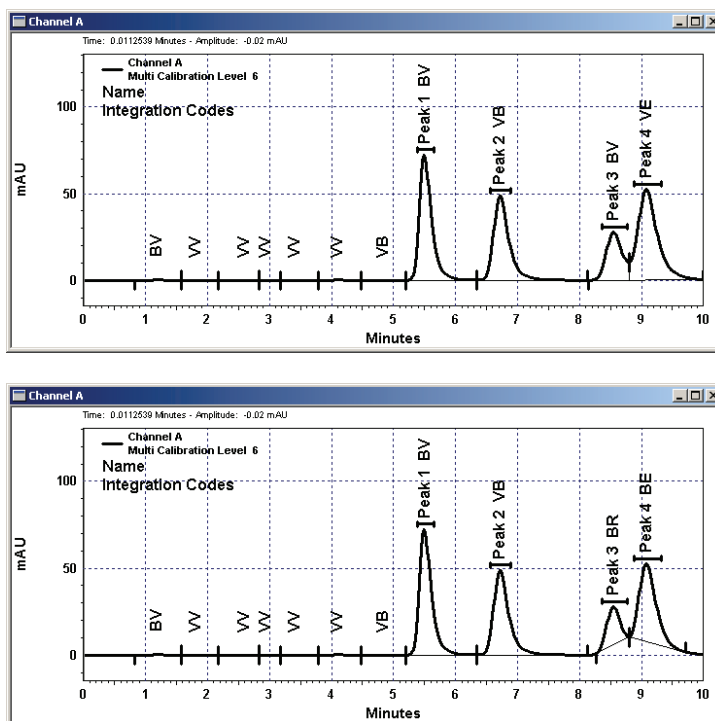 Channel A
Time: 0.0112539 Minutes - Amplitude: -0.02 mAU
Channel A
Multi Calibration Level 6
Name
Integration Codes
mAU
100
50
0
BV
VV
VV
VV
VV
VV
VB
Peak 1 BV
Peak 2 VB
Peak 3 BV
Peak 4 VE
0 1 2 3 4 5 6 7 8 9 10
Minutes
Channel A
Time: 0.0112539 Minutes - Amplitude: -0.02 mAU
Channel A
Multi Calibration Level 6
Name
Integration Codes
mAU
100
50
0
BV
VV
VV
VV
VV
VV
VB
Peak 1 BV
Peak 2 VB
Peak 3 BR
Peak 4 BE
0 1 2 3 4 5 6 7 8 9 10
Minutes